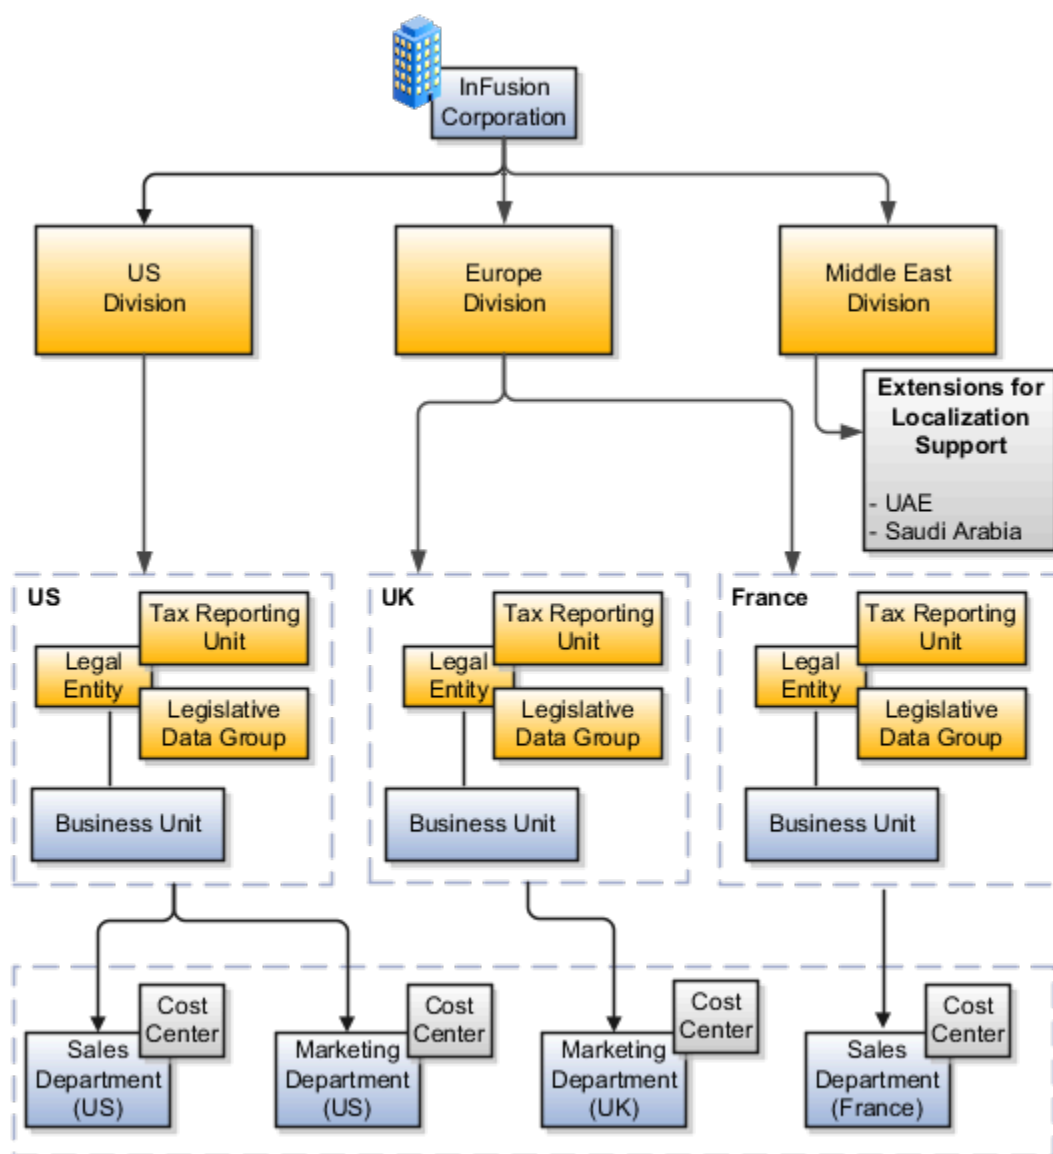 InFusion
Corporation
US
Division
Europe
Division
Middle East
Division
Extensions for
Localization
Support
- UAE
- Saudi Arabia
US
Tax Reporting
Unit
Legal
Entity
Legislative
Data Group
Business Unit
UK
Tax Reporting
Unit
Legal
Entity
Legislative
Data Group
Business Unit
France
Tax Reporting
Unit
Legal
Entity
Legislative
Data Group
Business Unit
Cost
Center
Sales
Department
(US)
Cost
Center
Marketing
Department
(US)
Cost
Center
Marketing
Department
(UK)
Cost
Center
Sales
Department
(France)